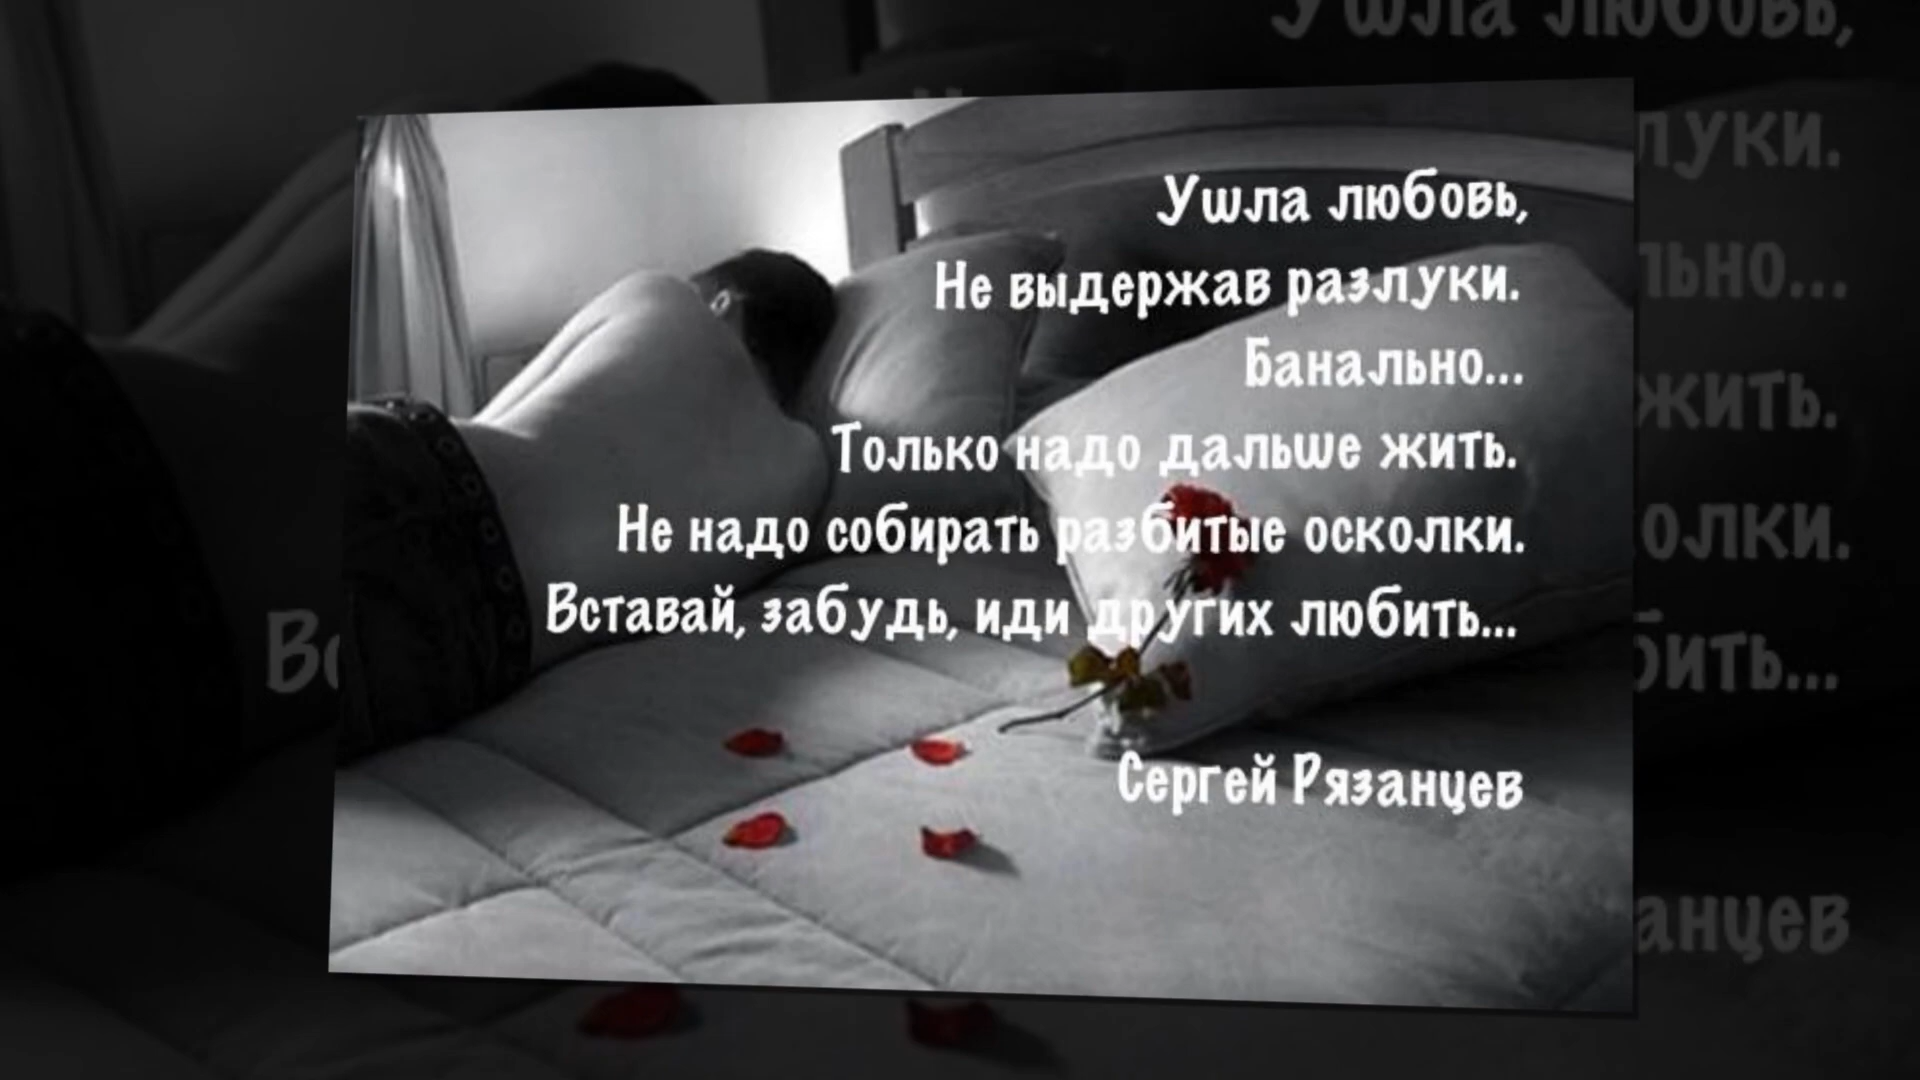 Ушла любовь,
Не выдержав разлуки.
Банально...
Только надо дальше жить.
Не надо собирать разбитые осколки.
Вставай, забудь, иди других любить...
Сергей Рязанцев